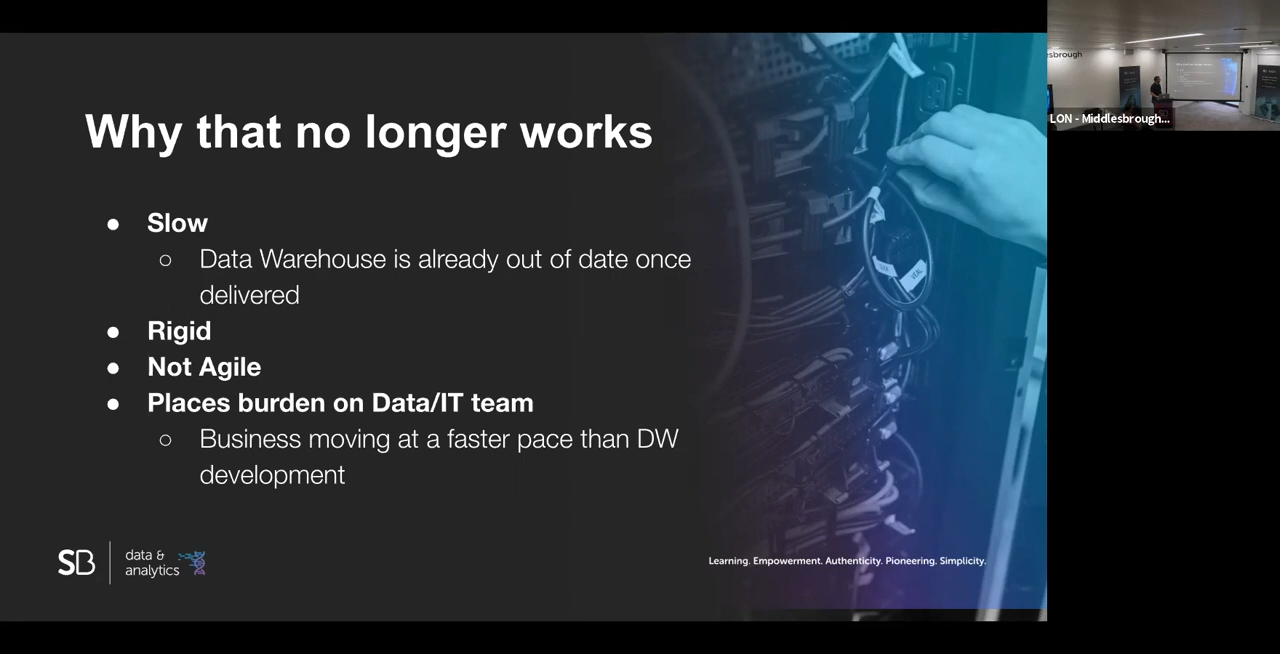 Why that no longer works
● Slow
○ Data Warehouse is already out of date once
delivered
● Rigid
● Not Agile
● Places burden on Data/IT team
○ Business moving at a faster pace than DW
development
SB
data &
analytics
Learning. Empowerment. Authenticity. Pioneering. Simplicity.
esbrough
LON - Middlesbrough...